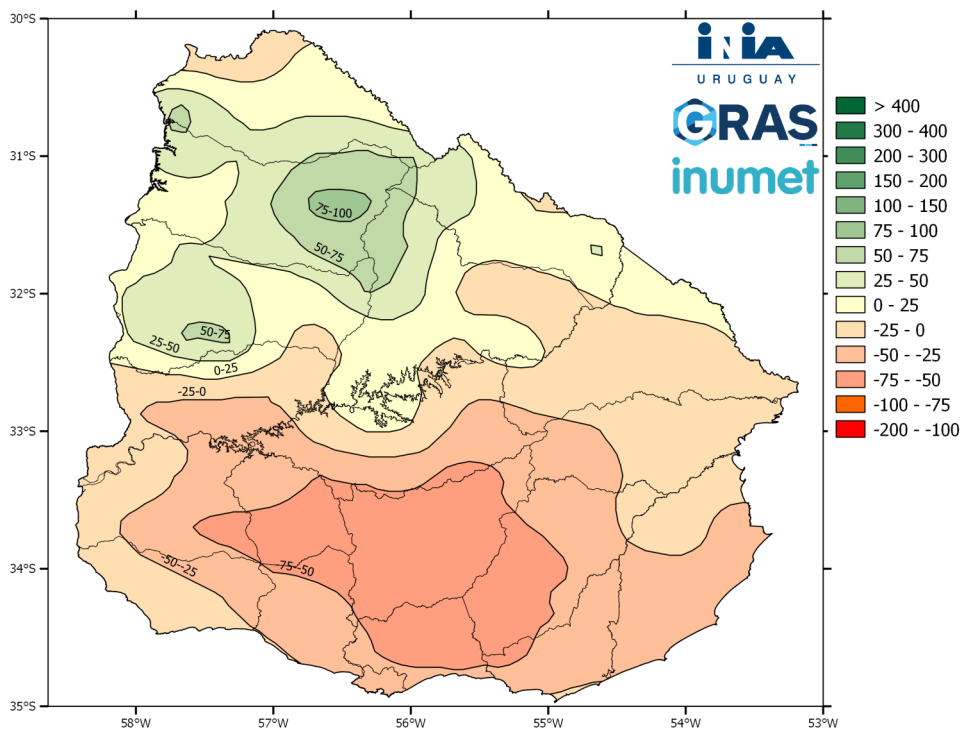 30°S
31°S
32°S
33°S
34°S
35°S
58°W
57°W
56°W
55°W
54°W
53°W
iNiA
URUGUAY
GRAS
inumet
> 400
300 - 400
200 - 300
150 - 200
100 - 150
75 - 100
50 - 75
25 - 50
0 - 25
-25 - 0
-50 - -25
-75 - -50
-100 - -75
-200 - -100
75-100
50-75
50-75
25-50
0-25
-25-0
-50--25
-75--50